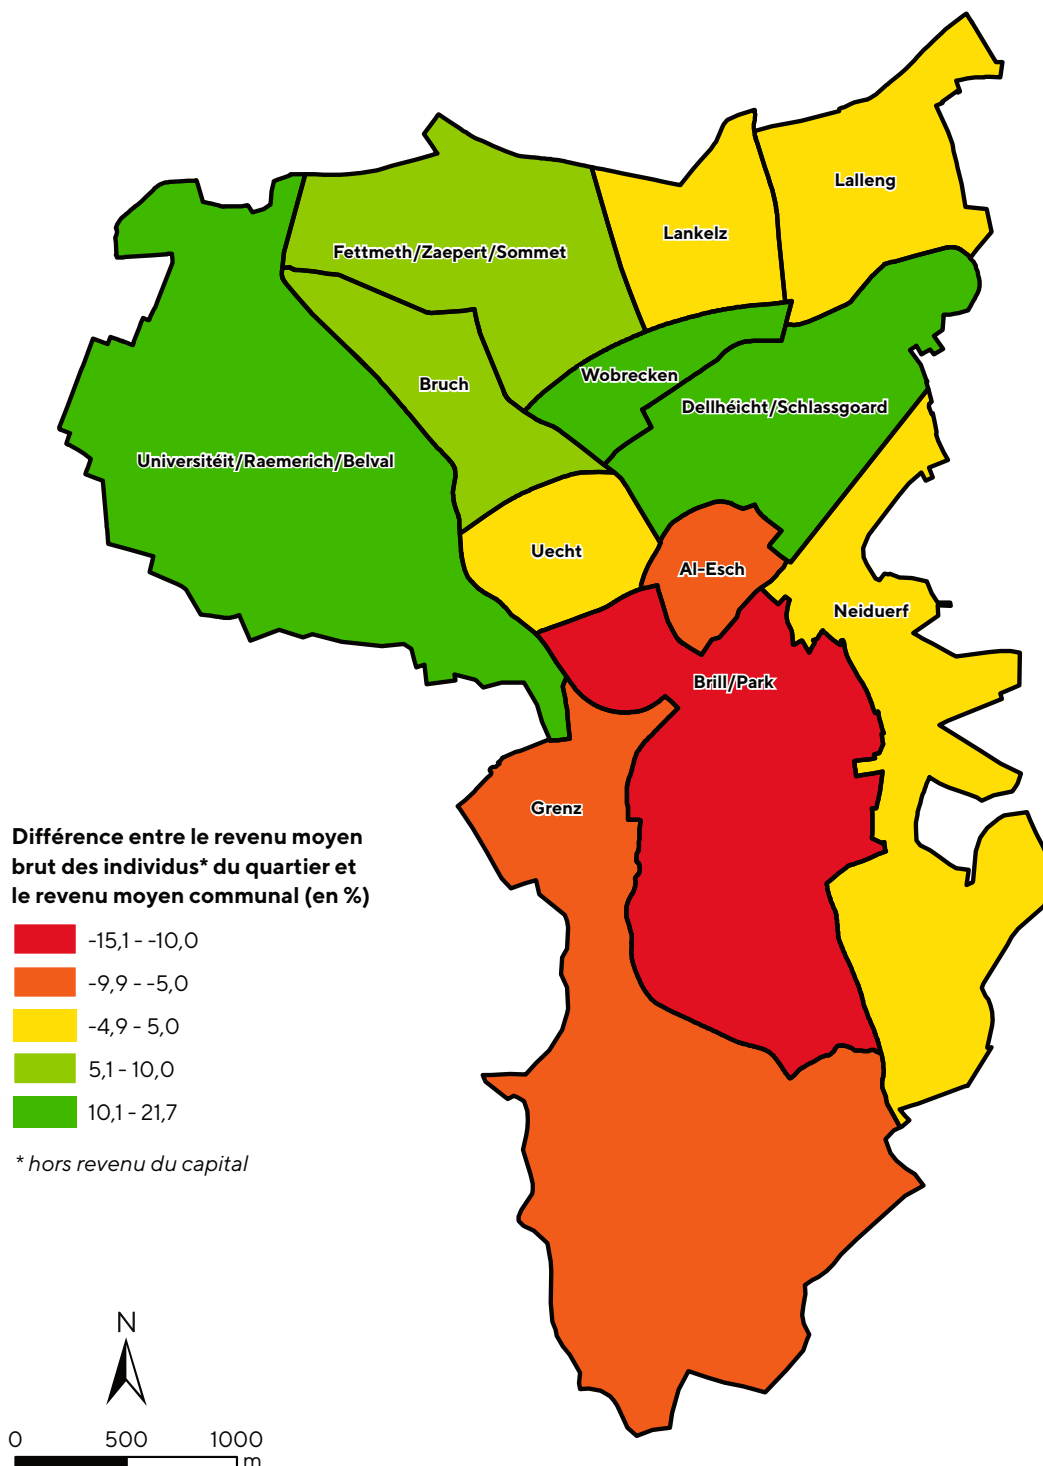 Lalleng
Lankelz
Fettmeth/Zaepert/Sommet
Wobrecken
Bruch
Dellhéicht/Schlassgoard
Universitéit/Raemerich/Belval
Uecht
Al-Esch
Neiduerf
Brill/Park
Grenz
Différence entre le revenu moyen
brut des individus* du quartier et
le revenu moyen communal (en %)
-15,1 - -10,0
-9,9 - -5,0
-4,9 - 5,0
5,1 - 10,0
10,1 - 21,7
* hors revenu du capital
N
0 500 1000
m